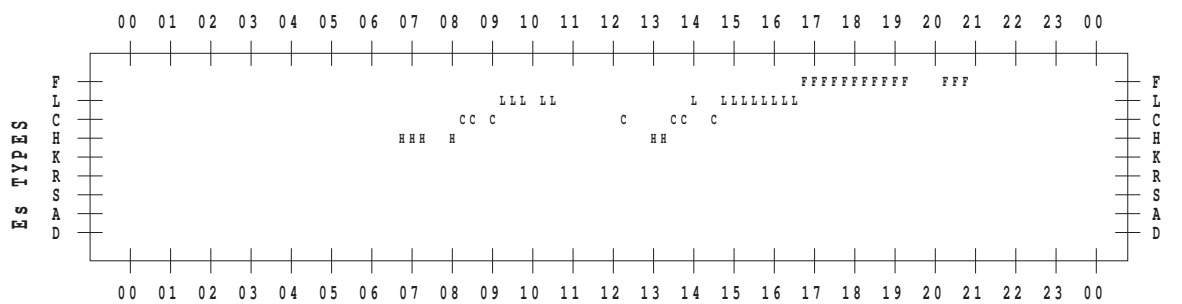 00 01 02 03 04 05 06 07 08 09 10 11 12 13 14 15 16 17 18 19 20 21 22 23 00
F FFFFFFFFFFF FFF F
L LLL LL L LLLLLLLL L
C CC C C CC C C
H HHH H HH H
K K
R R
S S
A A
D D
Es TYPES
00 01 02 03 04 05 06 07 08 09 10 11 12 13 14 15 16 17 18 19 20 21 22 23 00